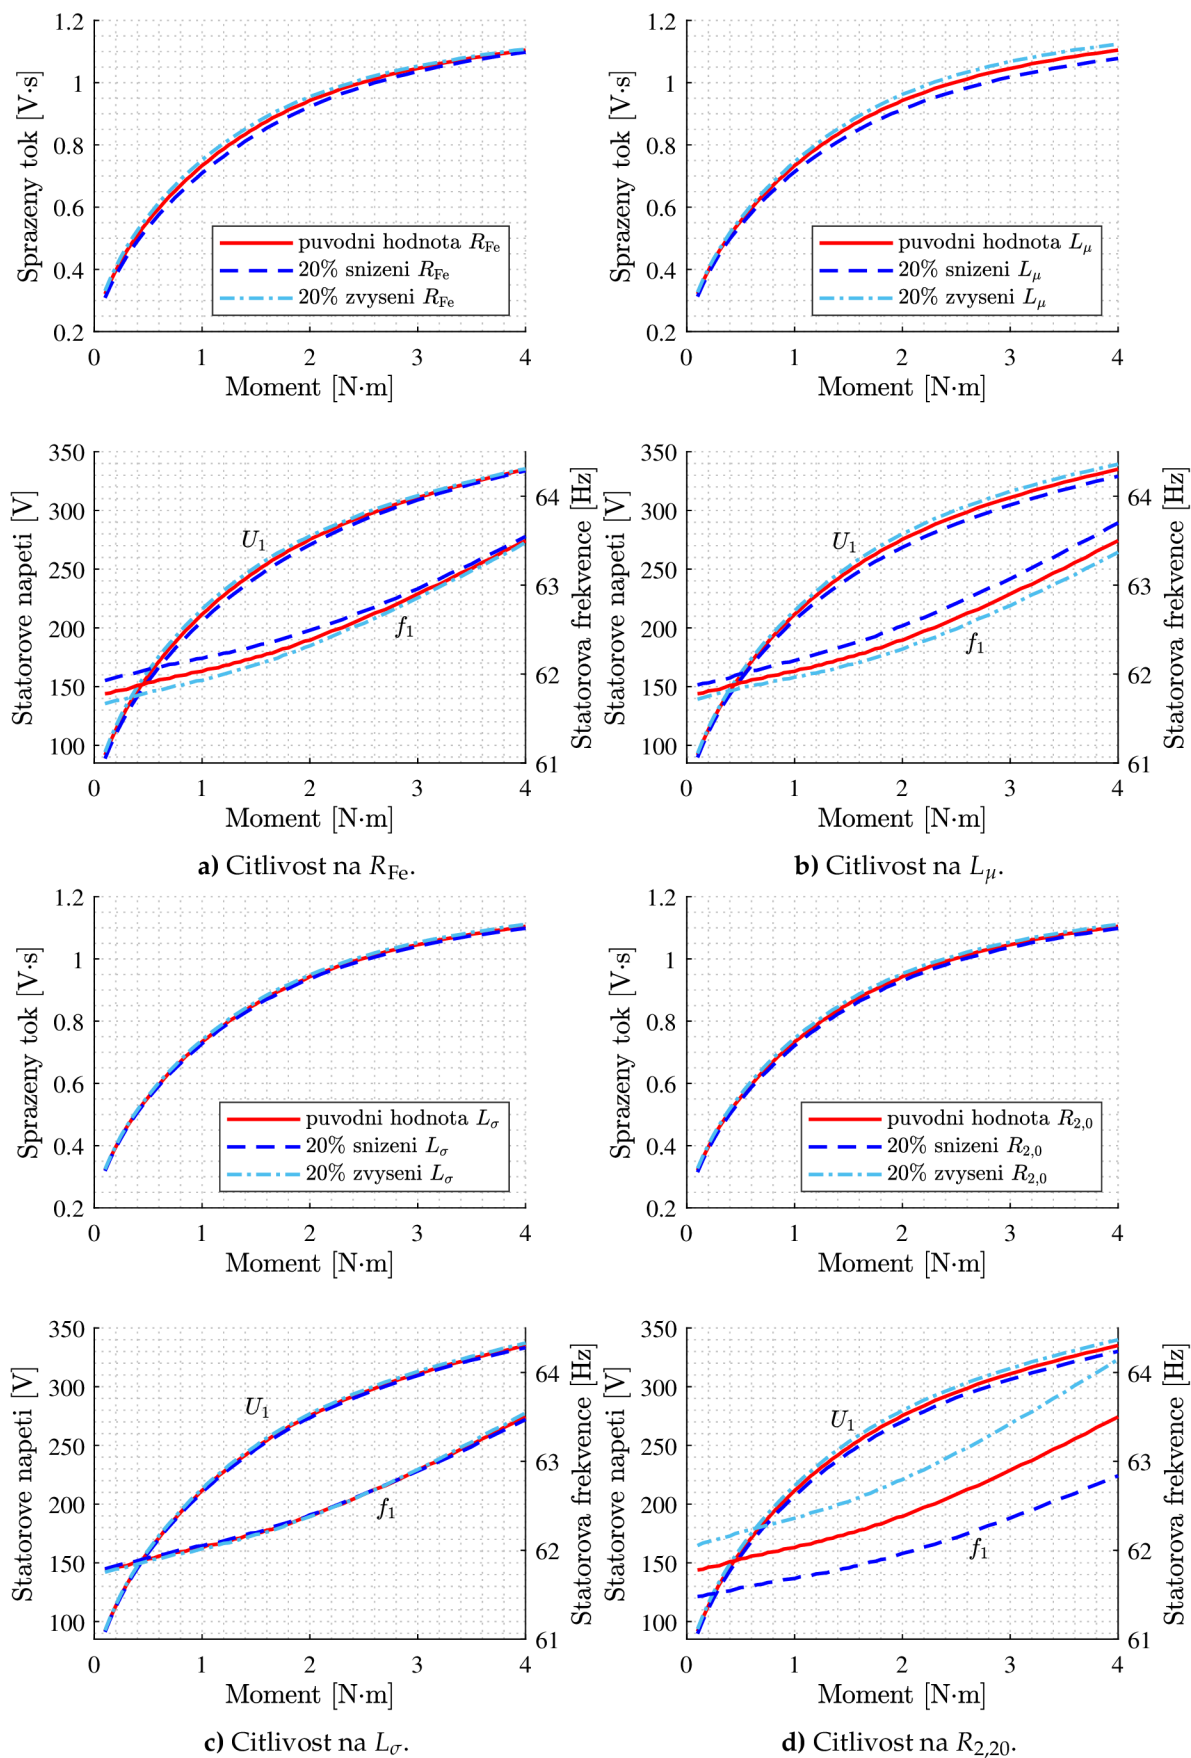 1.2
1
0.8
0.6
0.4
0.2
Sprazeny tok [V·s]
puvodni hodnota R_Fe
20% snizeni R_Fe
20% zvyseni R_Fe
0 1 2 3 4
Moment [N·m]
1.2
1
0.8
0.6
0.4
0.2
Sprazeny tok [V·s]
puvodni hodnota L_μ
20% snizeni L_μ
20% zvyseni L_μ
0 1 2 3 4
Moment [N·m]
350
300
250
200
150
100
Statorove napeti [V]
U_1
f_1
64
63
62
61
Statorova frekvence [Hz]
0 1 2 3 4
Moment [N·m]
350
300
250
200
150
100
Statorove napeti [V]
U_1
f_1
64
63
62
61
Statorova frekvence [Hz]
0 1 2 3 4
Moment [N·m]
a) Citlivost na R_Fe.
b) Citlivost na L_μ.
1.2
1
0.8
0.6
0.4
0.2
Sprazeny tok [V·s]
puvodni hodnota L_σ
20% snizeni L_σ
20% zvyseni L_σ
0 1 2 3 4
Moment [N·m]
1.2
1
0.8
0.6
0.4
0.2
Sprazeny tok [V·s]
puvodni hodnota R_2,0
20% snizeni R_2,0
20% zvyseni R_2,0
0 1 2 3 4
Moment [N·m]
350
300
250
200
150
100
Statorove napeti [V]
U_1
f_1
64
63
62
61
Statorova frekvence [Hz]
0 1 2 3 4
Moment [N·m]
350
300
250
200
150
100
Statorove napeti [V]
U_1
f_1
64
63
62
61
Statorova frekvence [Hz]
0 1 2 3 4
Moment [N·m]
c) Citlivost na L_σ.
d) Citlivost na R_2,20.